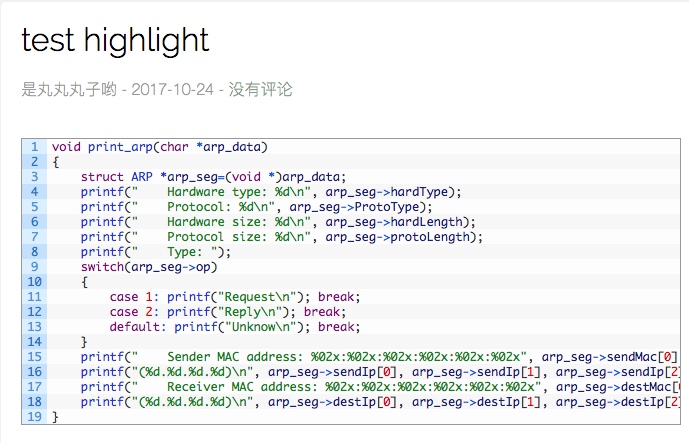 test highlight
是丸丸丸子哟 - 2017-10-24 - 没有评论
1 void print_arp(char *arp_data)
2 {
3     struct ARP *arp_seg=(void *)arp_data;
4     printf("    Hardware type: %d\n", arp_seg->hardType);
5     printf("    Protocol: %d\n", arp_seg->ProtoType);
6     printf("    Hardware size: %d\n", arp_seg->hardLength);
7     printf("    Protocol size: %d\n", arp_seg->protoLength);
8     printf("    Type: ");
9     switch(arp_seg->op)
10     {
11         case 1: printf("Request\n"); break;
12         case 2: printf("Reply\n"); break;
13         default: printf("Unknow\n"); break;
14     }
15     printf("    Sender MAC address: %02x:%02x:%02x:%02x:%02x:%02x", arp_seg->sendMac[0]
16     printf("(%d.%d.%d.%d)\n", arp_seg->sendIp[0], arp_seg->sendIp[1], arp_seg->sendIp[2]
17     printf("    Receiver MAC address: %02x:%02x:%02x:%02x:%02x:%02x", arp_seg->destMac[
18     printf("(%d.%d.%d.%d)\n", arp_seg->destIp[0], arp_seg->destIp[1], arp_seg->destIp[2]
19 }